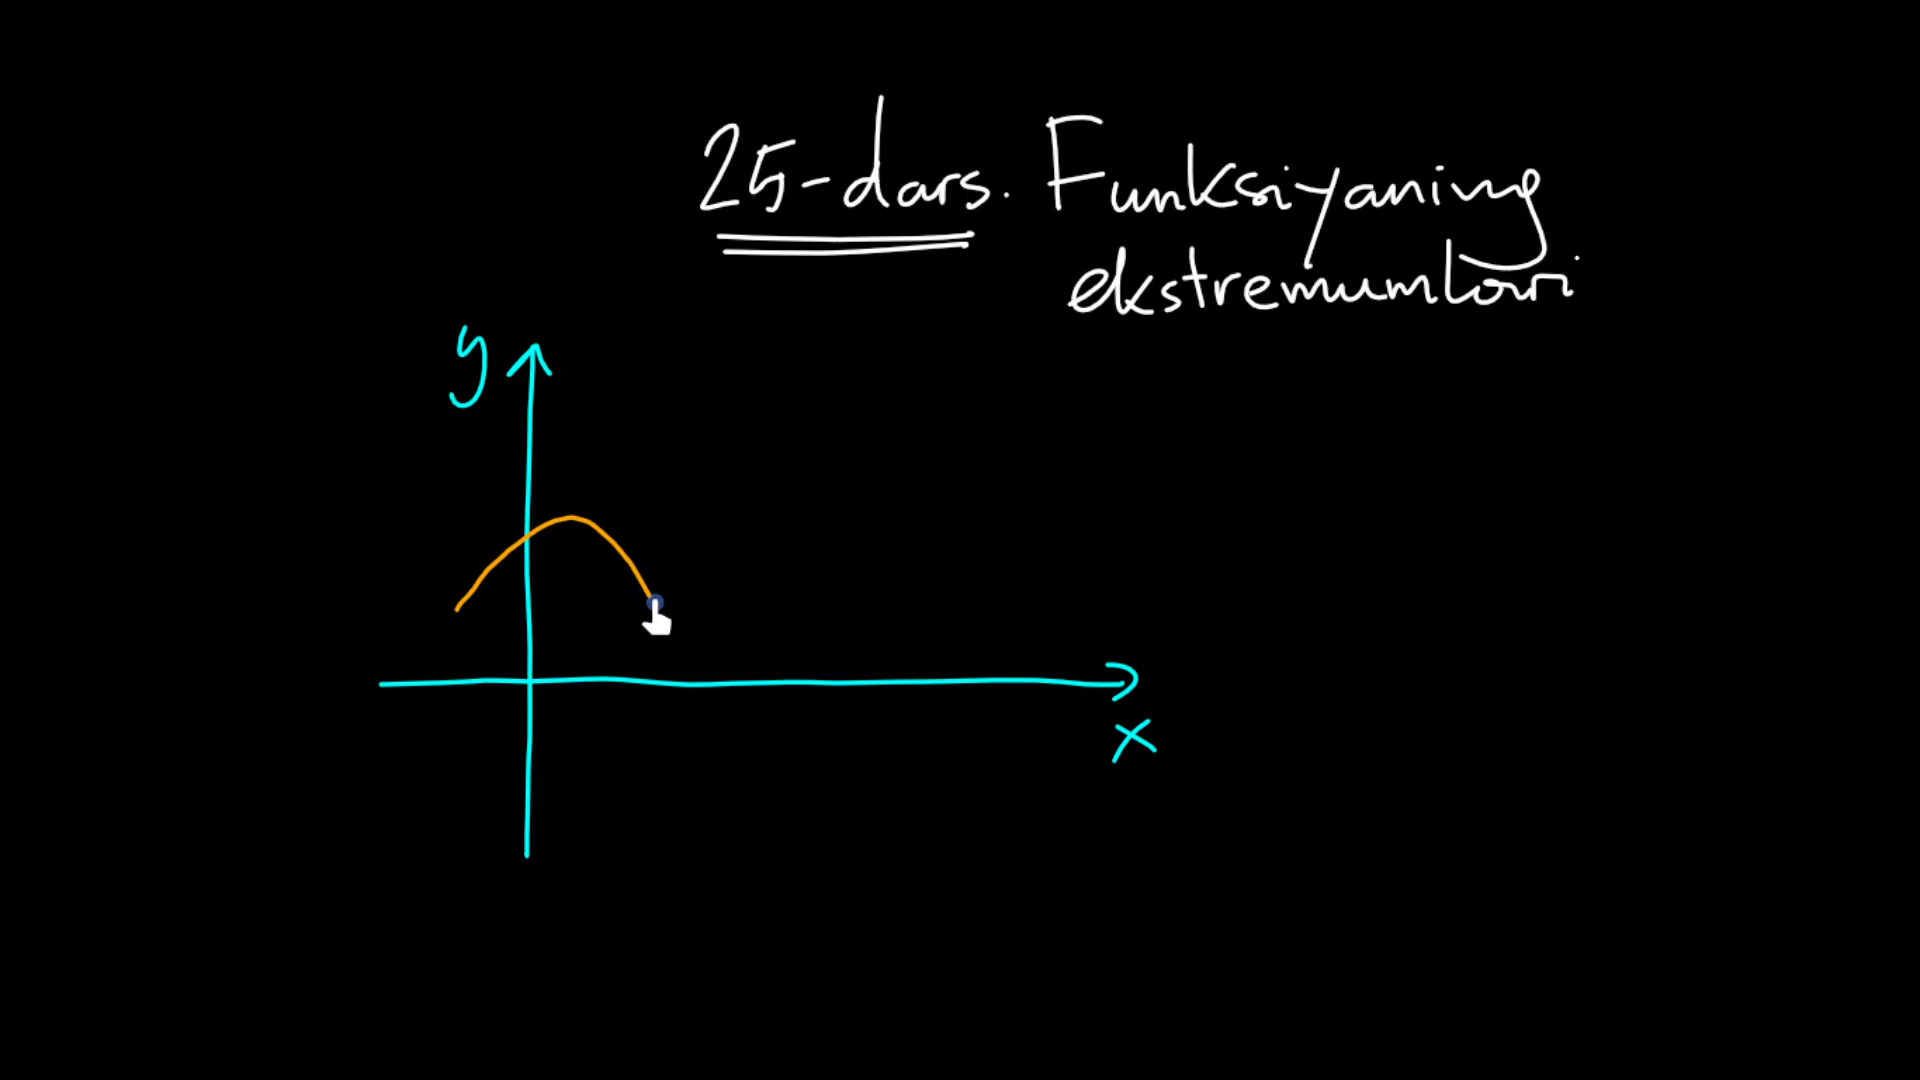 25-dars. Funksiyaning
ekstremumlari
y
x